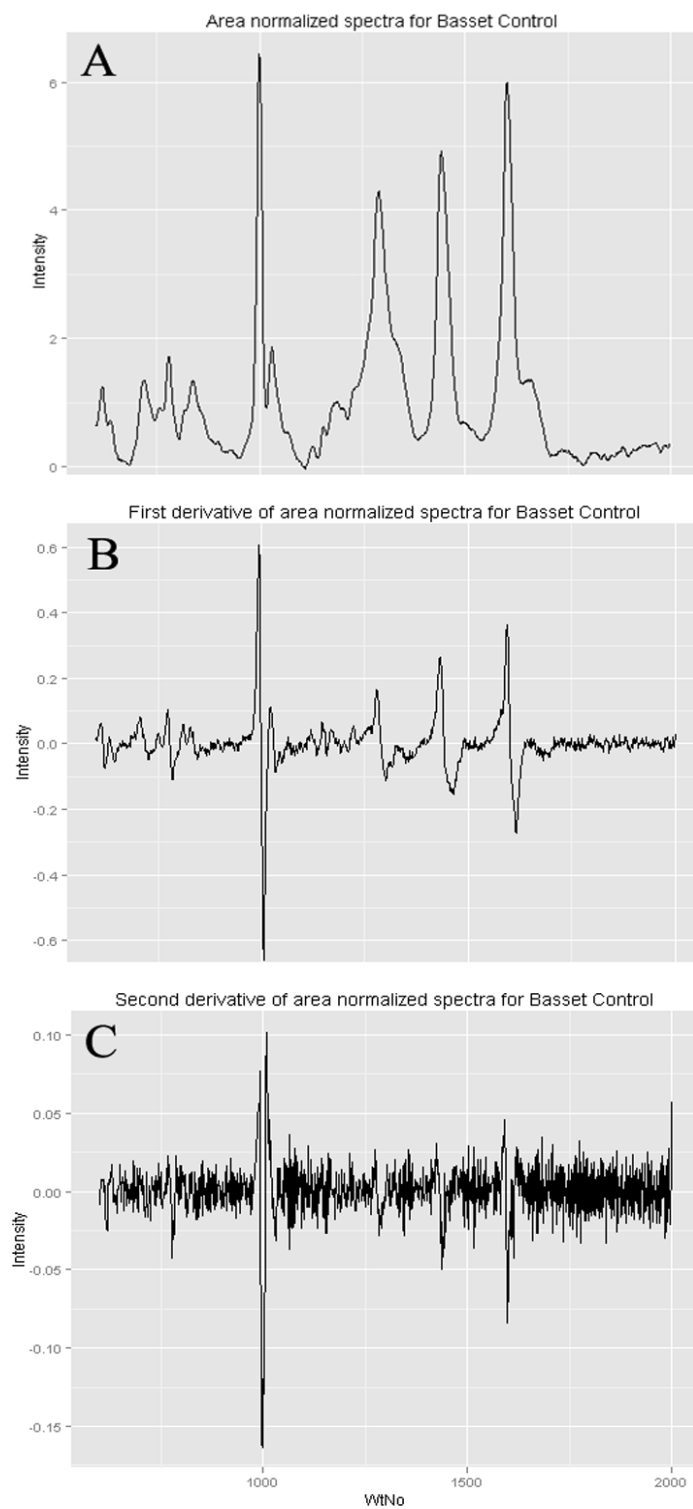 Area normalized spectra for Basset Control
A
6
4
2
0
Intensity
First derivative of area normalized spectra for Basset Control
B
0.6
0.4
0.2
0.0
-0.2
-0.4
-0.6
Intensity
Second derivative of area normalized spectra for Basset Control
C
0.10
0.05
0.00
-0.05
-0.10
-0.15
Intensity
1000 1500 2000
WtNo